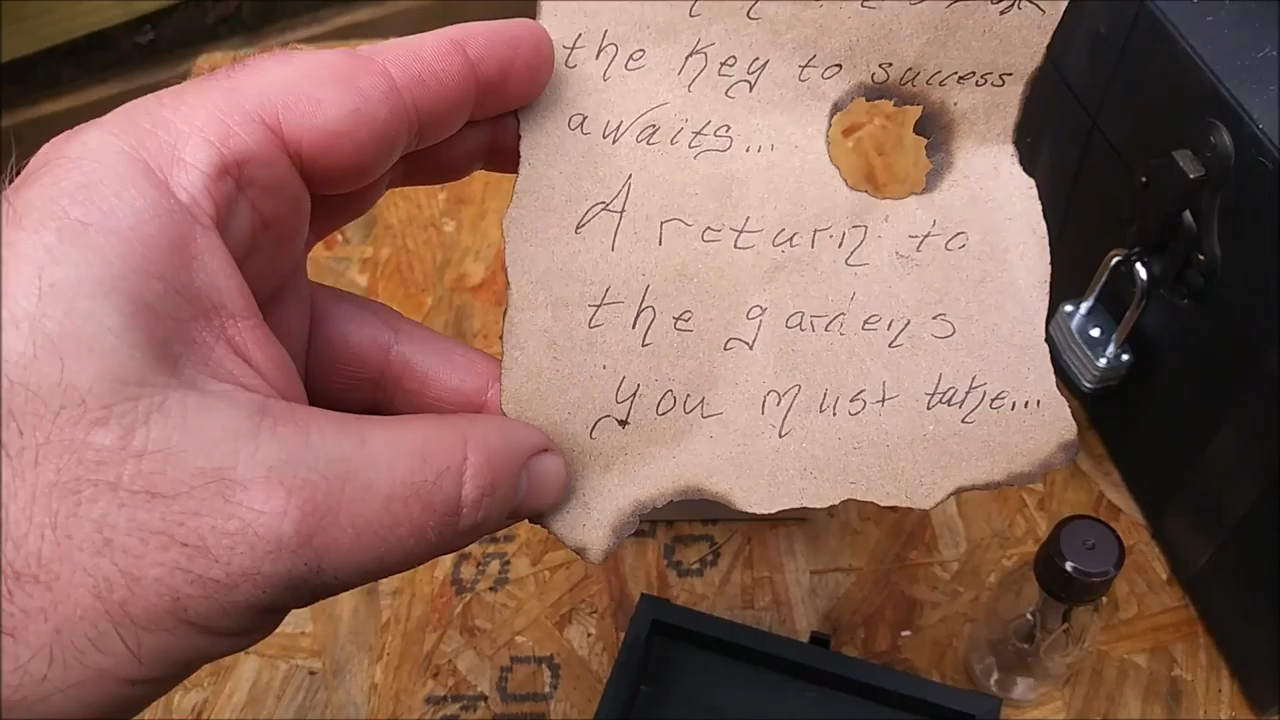 the key to success
awaits...
A return to
the gardens
you must take...